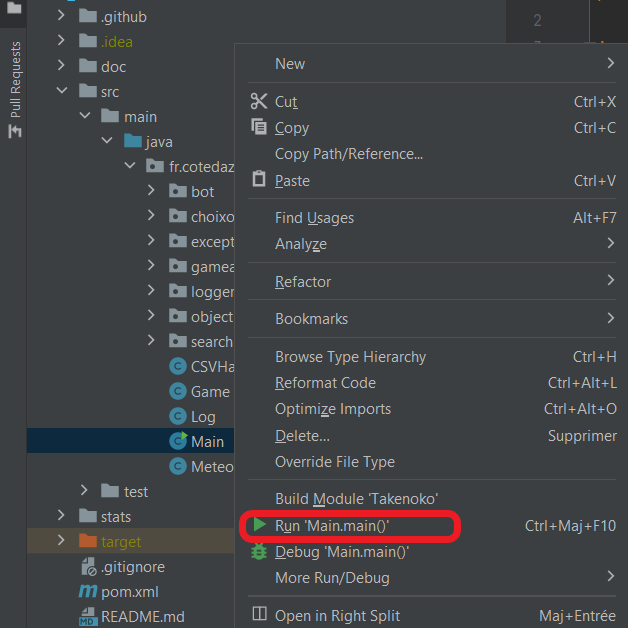 .github
.idea
doc
src
main
java
fr.cotedaz
bot
choixo
except
gamea
logger
object
search
CSVHa
Game
Log
Main
Meteo
test
stats
target
.gitignore
pom.xml
README.md
Pull Requests
2
New
Cut Ctrl+X
Copy Ctrl+C
Copy Path/Reference...
Paste Ctrl+V
Find Usages Alt+F7
Analyze
Refactor
Bookmarks
Browse Type Hierarchy Ctrl+H
Reformat Code Ctrl+Alt+L
Optimize Imports Ctrl+Alt+O
Delete... Supprimer
Override File Type
Build Module 'Takenoko'
Run 'Main.main()' Ctrl+Maj+F10
Debug 'Main.main()'
More Run/Debug
Open in Right Split Maj+Entrée